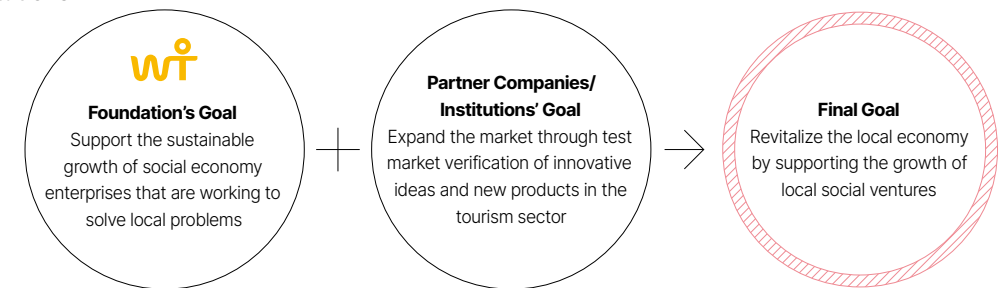 Foundation's Goal
Support the sustainable
growth of social economy
enterprises that are working to
solve local problems
Partner Companies/
Institutions' Goal
Expand the market through test
market verification of innovative
ideas and new products in the
tourism sector
Final Goal
Revitalize the local economy
by supporting the growth of
local social ventures